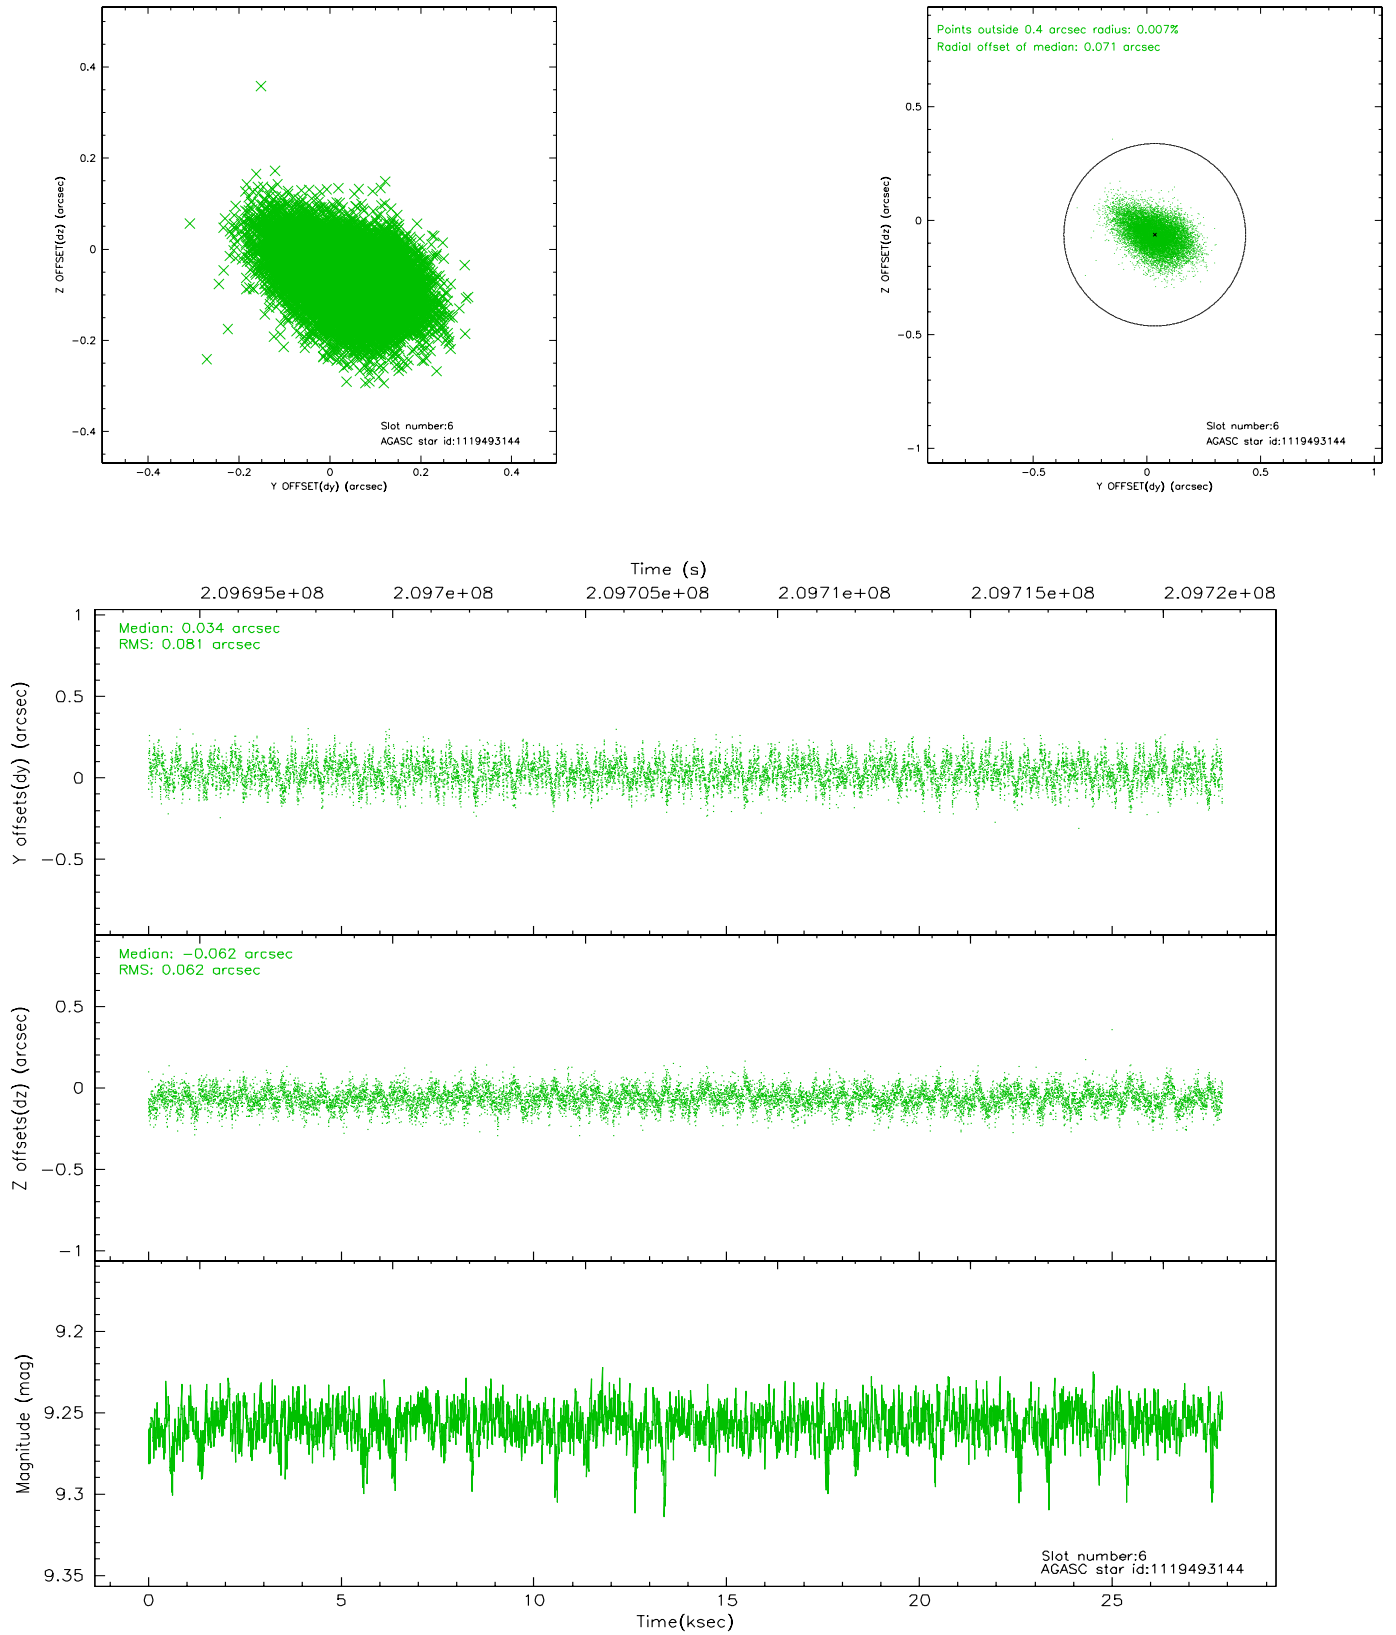 0.4
0.2
0
−0.2
−0.4
Z OFFSET(dz) (arcsec)
−0.4 −0.2 0 0.2 0.4
Y OFFSET(dy) (arcsec)
Slot number:6
AGASC star id:1119493144
Points outside 0.4 arcsec radius: 0.007%
Radial offset of median: 0.071 arcsec
0.5
0
−0.5
−1
Z OFFSET(dz) (arcsec)
−0.5 0 0.5 1
Y OFFSET(dy) (arcsec)
Slot number:6
AGASC star id:1119493144
Time (s)
2.09695e+08 2.097e+08 2.09705e+08 2.0971e+08 2.09715e+08 2.0972e+08
Median: 0.034 arcsec
RMS: 0.081 arcsec
1
0.5
0
−0.5
Y offsets(dy) (arcsec)
Median: −0.062 arcsec
RMS: 0.062 arcsec
0.5
0
−0.5
−1
Z offsets(dz) (arcsec)
9.2
9.25
9.3
9.35
Magnitude (mag)
Slot number:6
AGASC star id:1119493144
0 5 10 15 20 25
Time(ksec)